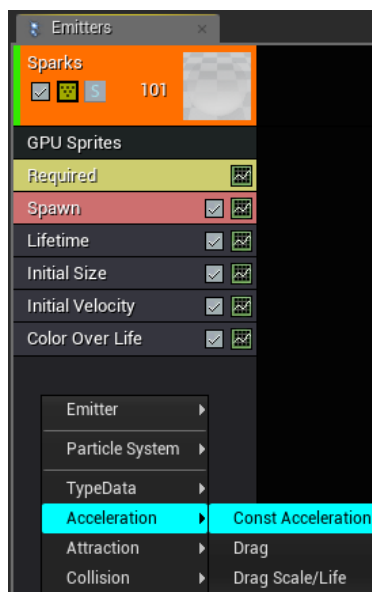 Emitters
Sparks
S 101
GPU Sprites
Required
Spawn
Lifetime
Initial Size
Initial Velocity
Color Over Life
Emitter
Particle System
TypeData
Acceleration Const Acceleration
Attraction Drag
Collision Drag Scale/Life